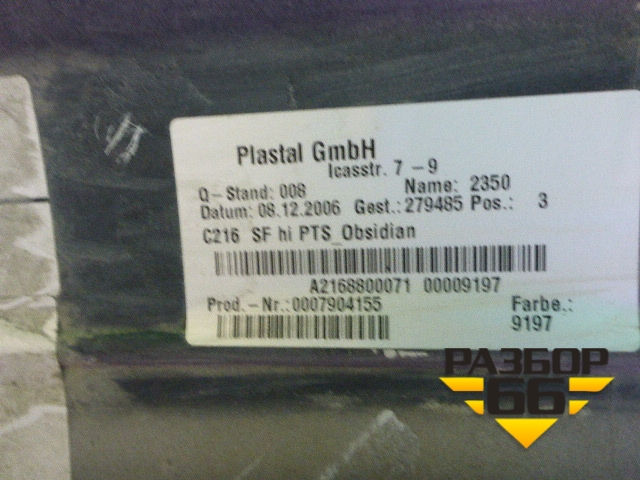 Plastal GmbH
Icasstr. 7 - 9
Q-Stand: 008 Name: 2350
Datum: 08.12.2006 Gest.: 279485 Pos.: 3
C216 SF hi PTS_Obsidian
A2168800071 00009197
Prod.-Nr.:0007904155 Farbe.:
9197
РАЗБОР
66